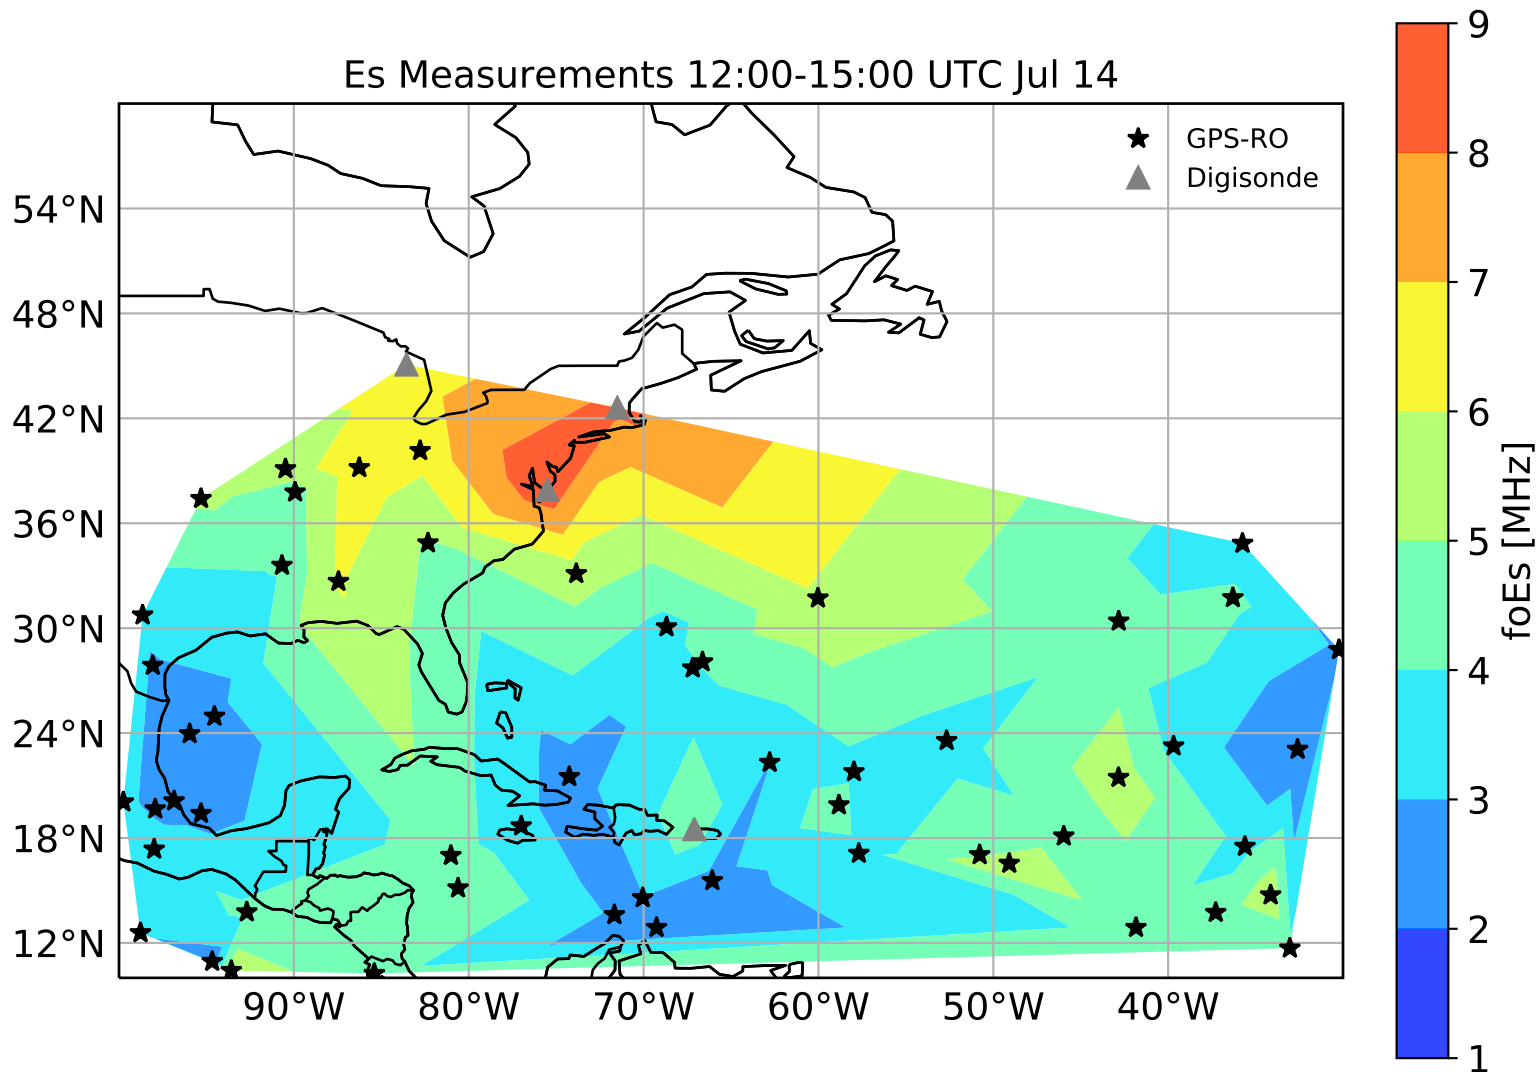 Es Measurements 12:00-15:00 UTC Jul 14
GPS-RO
Digisonde
54°N
48°N
42°N
36°N
30°N
24°N
18°N
12°N
90°W 80°W 70°W 60°W 50°W 40°W
9
8
7
6
5
4
3
2
1
foEs [MHz]